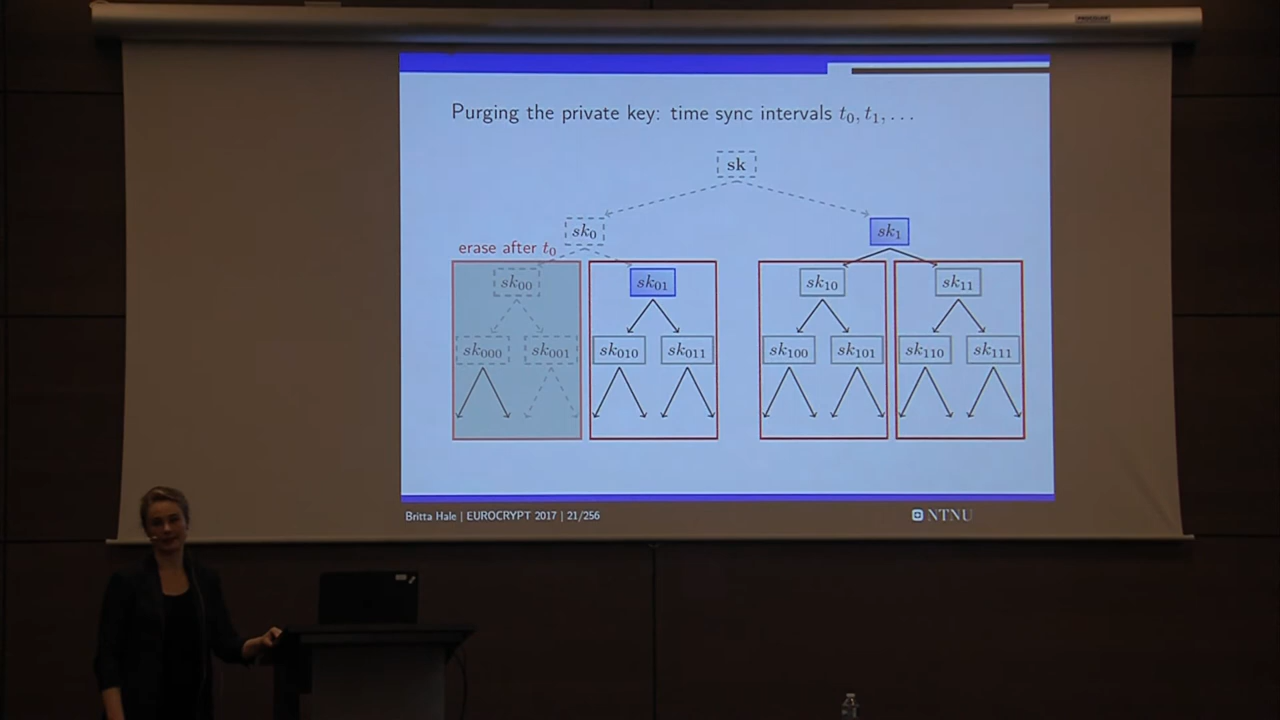 Purging the private key: time sync intervals t₀, t₁, . . .
sk
sk₀
sk₁
erase after t₀
sk₀₀
sk₀₁
sk₁₀
sk₁₁
sk₀₀₀
sk₀₀₁
sk₀₁₀
sk₀₁₁
sk₁₀₀
sk₁₀₁
sk₁₁₀
sk₁₁₁
Britta Hale | EUROCRYPT 2017 | 21/256
NTNU